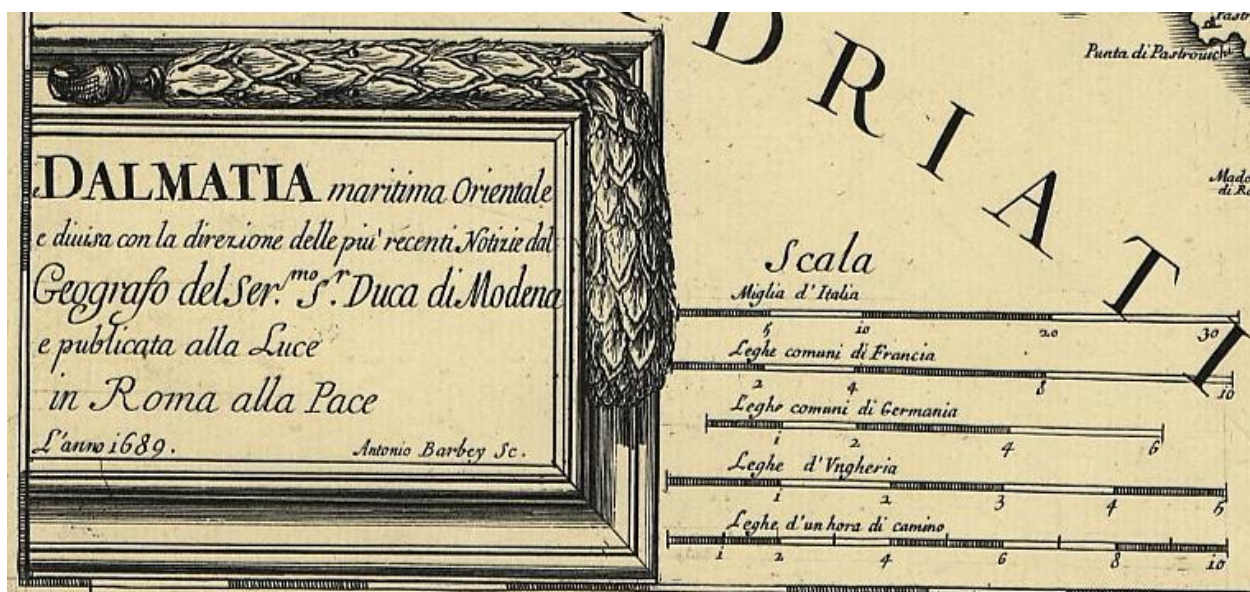 DALMATIA maritima Orientale
e diuisa con la direzione delle piu' recenti Notizie dal
Geografo del Ser.mo Sr. Duca di Modena
e publicata alla Luce
in Roma alla Pace
L'anno 1689.
Antonio Barbey Sc.
DRIATI
Punta di Pastrouichi
Scala
Miglia d'Italia
5 10 20 30
Leghe comuni di Francia
2 4 8 10
Leghe comuni di Germania
1 2 4 6
Leghe d'Vngheria
1 2 3 4 5
Leghe d'un hora di camino
1 2 4 6 8 10